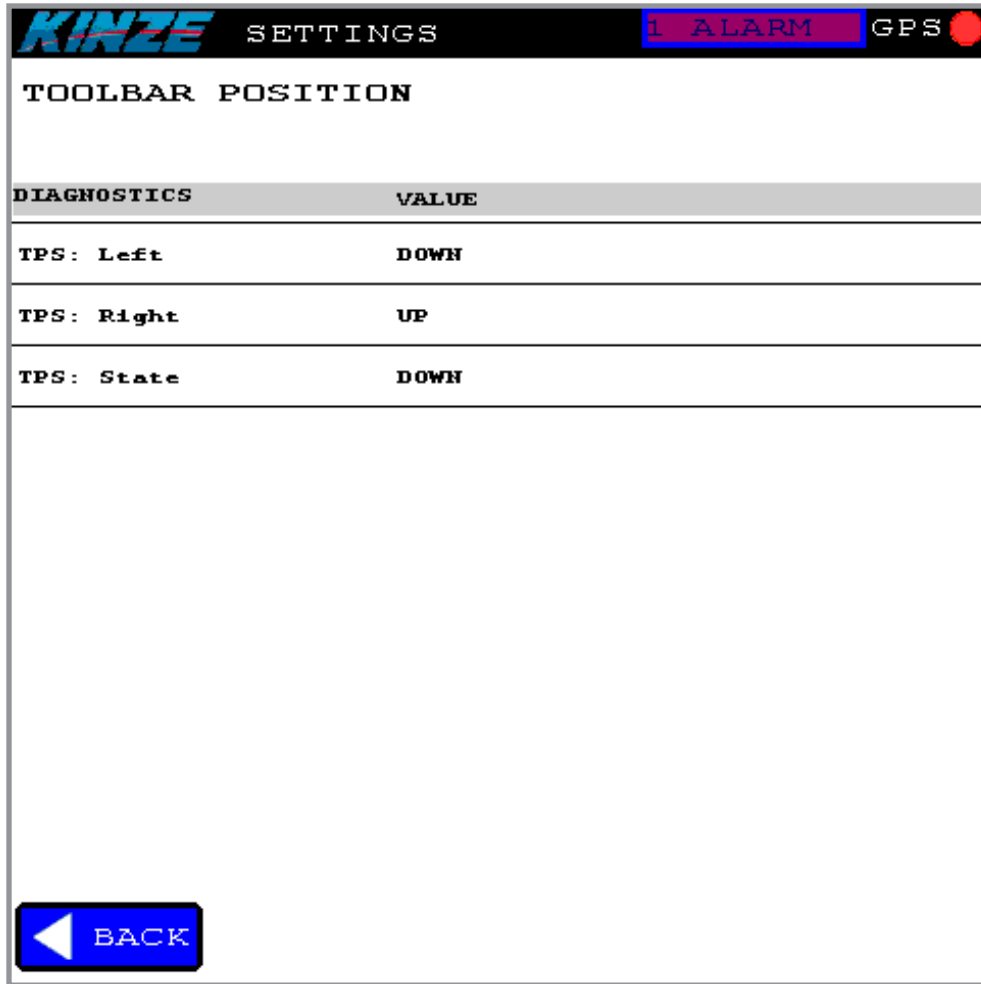 KINZE SETTINGS 1 ALARM GPS
TOOLBAR POSITION
DIAGNOSTICS VALUE
TPS: Left DOWN
TPS: Right UP
TPS: State DOWN
BACK